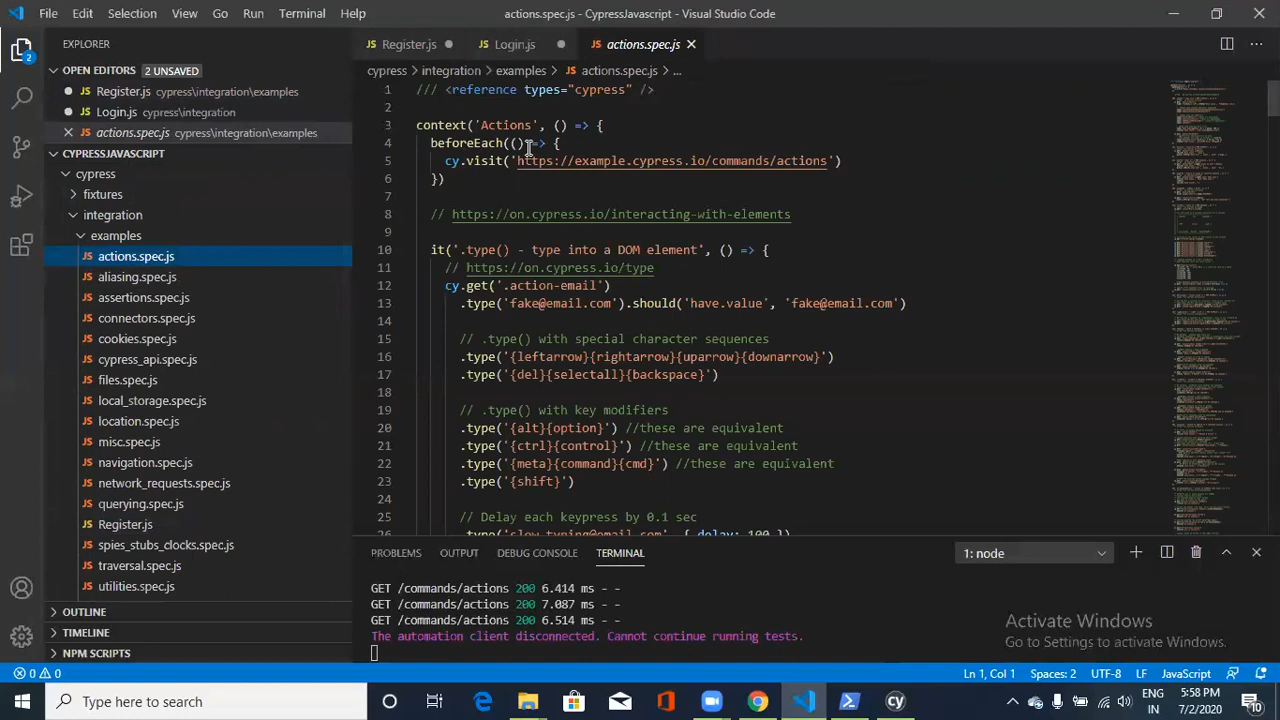 File Edit Selection View Go Run Terminal Help
actions.spec.js - CypressJavascript - Visual Studio Code
EXPLORER
OPEN EDITORS 2 UNSAVED
Register.js cypress\integration\examples
Login.js cypress\integration
actions.spec.js cypress\integration\examples
CYPRESSJAVASCRIPT
cypress
fixtures
integration
examples
actions.spec.js
aliasing.spec.js
assertions.spec.js
connectors.spec.js
cookies.spec.js
cypress_api.spec.js
files.spec.js
local_storage.spec.js
location.spec.js
misc.spec.js
navigation.spec.js
network_requests.spec.js
querying.spec.js
Register.js
spies_stubs_clocks.spec.js
traversal.spec.js
utilities.spec.js
OUTLINE
TIMELINE
NPM SCRIPTS
Register.js Login.js actions.spec.js
cypress > integration > examples > actions.spec.js > ...
1 /// <reference types="cypress" />
2
3 context('Actions', () => {
4 => {
5 cy.visit('https://example.cypress.io/commands/actions')
6 })
7
8 // https://on.cypress.io/interacting-with-elements
9
10 it('.type() - type into a DOM element', () => {
11 // https://on.cypress.io/type
12 cy.get('.action-email')
13 .type('fake@email.com').should('have.value', 'fake@email.com')
14
15 // .type() with special character sequences
16 .type('{leftarrow}{rightarrow}{uparrow}{downarrow}')
17 .type('{del}{selectall}{backspace}')
18
19 // .type() with key modifiers
20 .type('{alt}{option}') //these are equivalent
21 .type('{ctrl}{control}') //these are equivalent
22 .type('{meta}{command}{cmd}') //these are equivalent
23 .type('{shift}')
24
25 // Delay each keypress by 0.1 sec
26 .type('slow.typing@email.com', { delay: 100 })
PROBLEMS OUTPUT DEBUG CONSOLE TERMINAL
1: node
GET /commands/actions 200 6.414 ms - -
GET /commands/actions 200 7.087 ms - -
GET /commands/actions 200 6.514 ms - -
The automation client disconnected. Cannot continue running tests.
Activate Windows
Go to Settings to activate Windows.
0 0
Ln 1, Col 1 Spaces: 2 UTF-8 LF JavaScript
Type here to search
ENG
IN
5:58 PM
7/2/2020